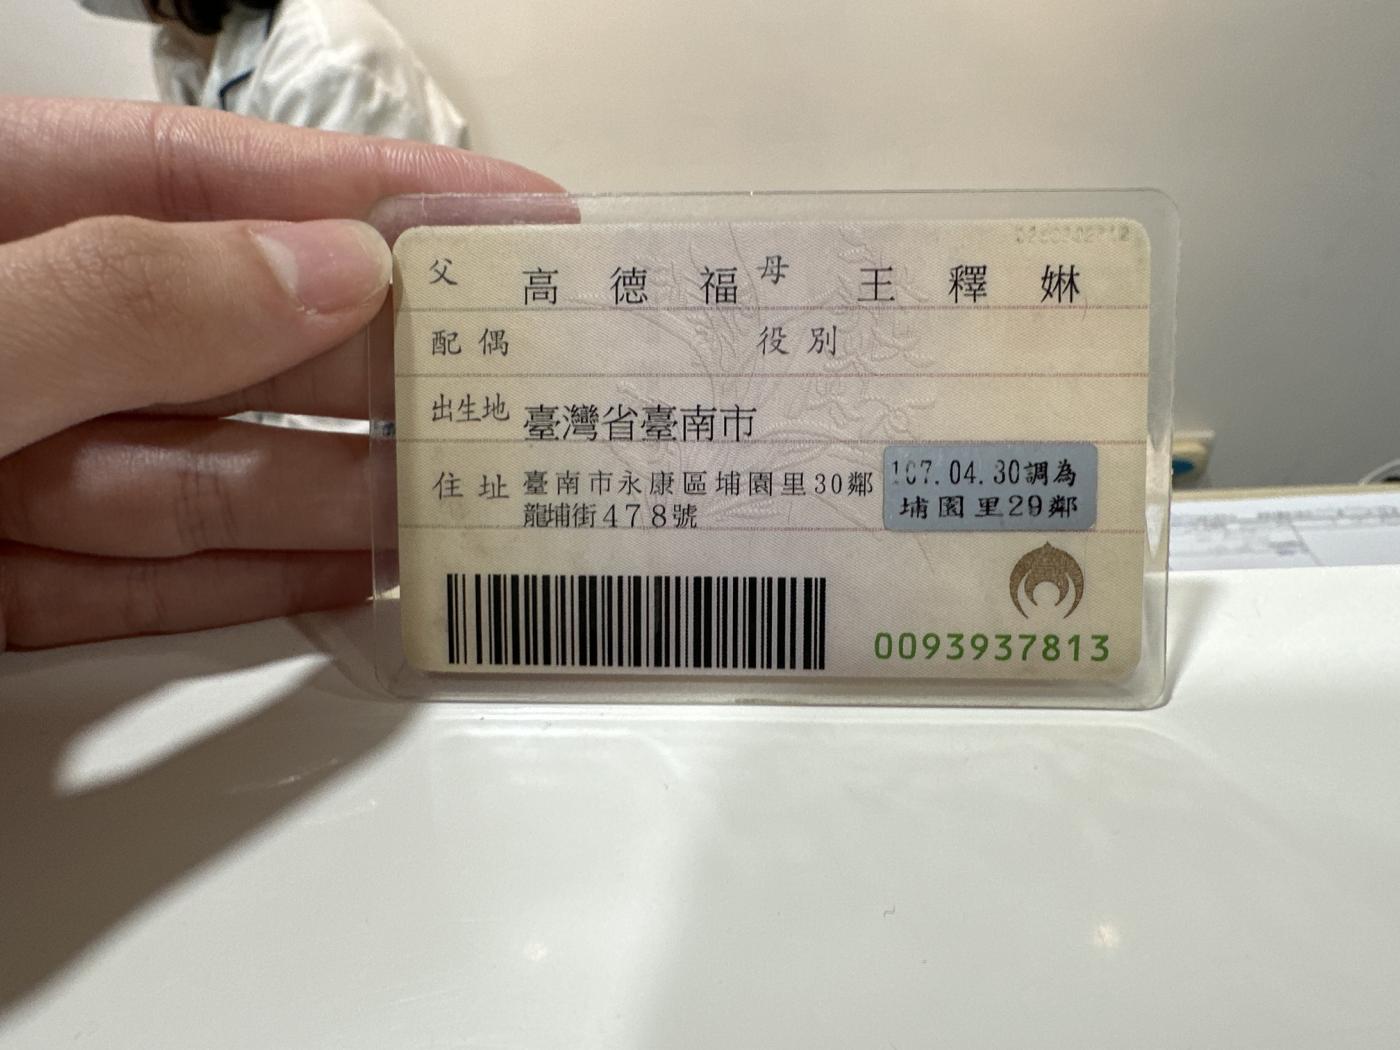 父 高德福 母 王釋婣
配偶 役別
出生地 臺灣省臺南市
住址 臺南市永康區埔園里30鄰
龍埔街478號
107.04.30調為
埔園里29鄰
0093937813